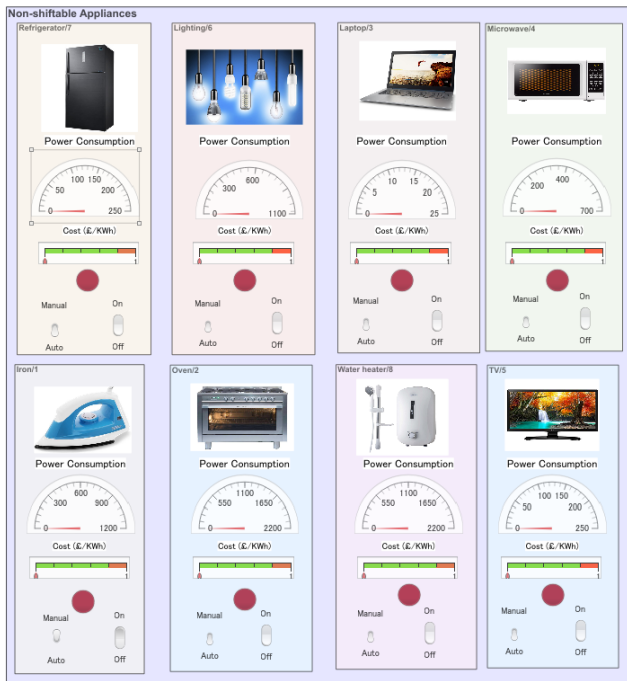 Non-shiftable Appliances
Refrigerator/7
Power Consumption
0 50 100 150 200 250
Cost (£/KWh)
0 1
Manual On
Auto Off
Lighting/6
Power Consumption
0 300 600 1100
Cost (£/KWh)
0 1
Manual On
Auto Off
Laptop/3
Power Consumption
0 5 10 15 20 25
Cost (£/KWh)
0 1
Manual On
Auto Off
Microwave/4
Power Consumption
0 200 400 700
Cost (£/KWh)
0 1
Manual On
Auto Off
Iron/1
Power Consumption
0 300 600 900 1200
Cost (£/KWh)
0 1
Manual On
Auto Off
Oven/2
Power Consumption
0 550 1100 1650 2200
Cost (£/KWh)
0 1
Manual On
Auto Off
Water heater/8
Power Consumption
0 550 1100 1650 2200
Cost (£/KWh)
0 1
Manual On
Auto Off
TV/5
Power Consumption
0 50 100 150 200 250
Cost (£/KWh)
0 1
Manual On
Auto Off